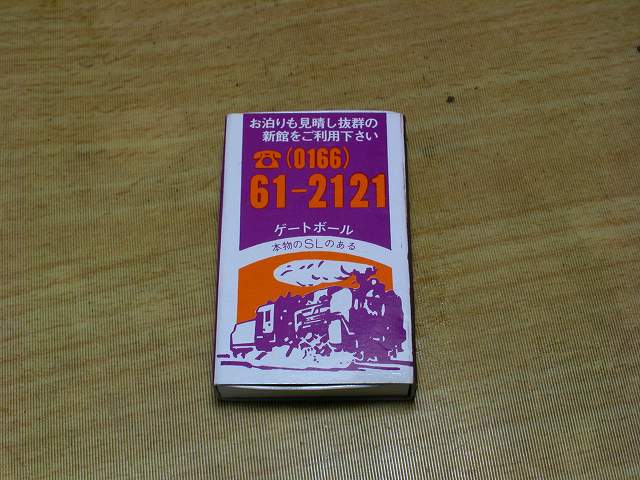 お泊りも見晴し抜群の
新館をご利用下さい
☎(0166)
61-2121
ゲートボール
本物のSLのある